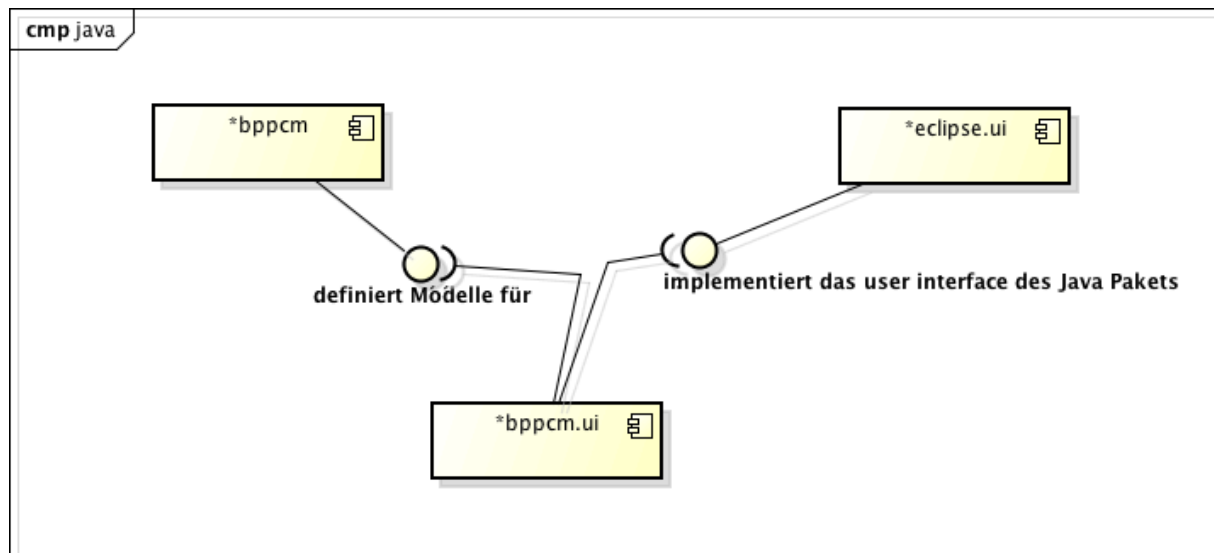 cmp java
*bppcm
*eclipse.ui
definiert Modelle für
implementiert das user interface des Java Pakets
*bppcm.ui